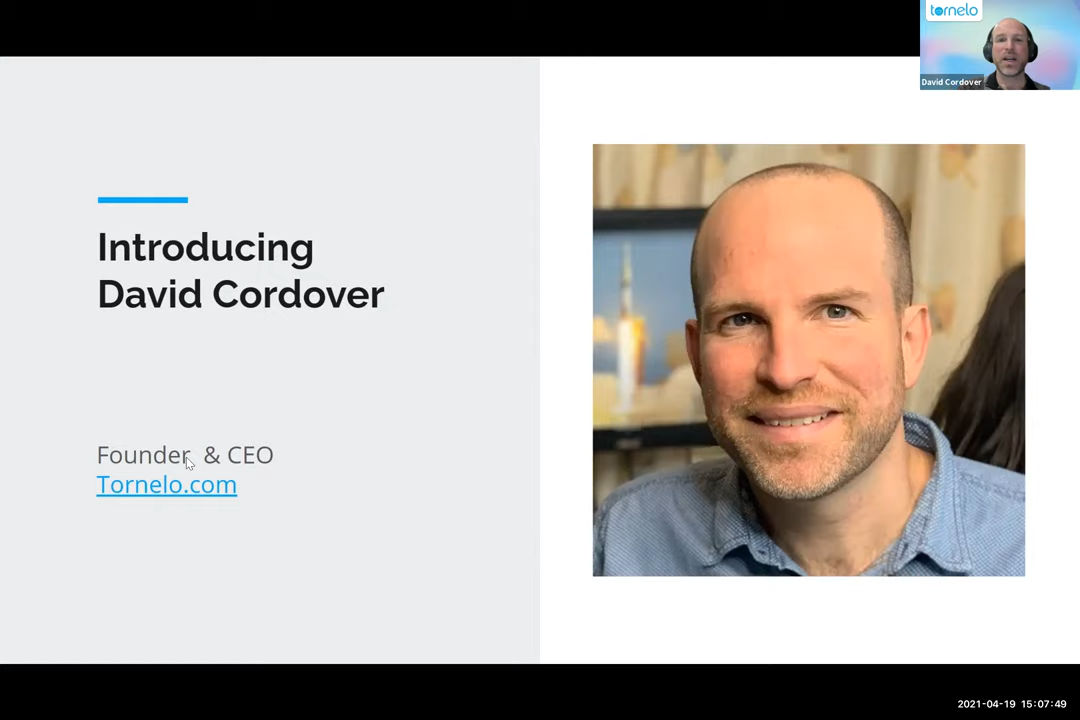 tornelo
David Cordover
Introducing
David Cordover
Founder & CEO
Tornelo.com
2021-04-19 15:07:49